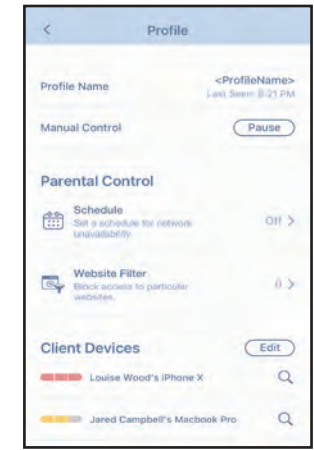 Profile
Profile Name
<ProfileName>
Last Seen 8:21 PM
Manual Control
Pause
Parental Control
Schedule
Set a schedule for network
unavailability.
Off
Website Filter
Block access to particular
websites.
0
Client Devices
Edit
Louise Wood's iPhone X
Jared Campbell's Macbook Pro